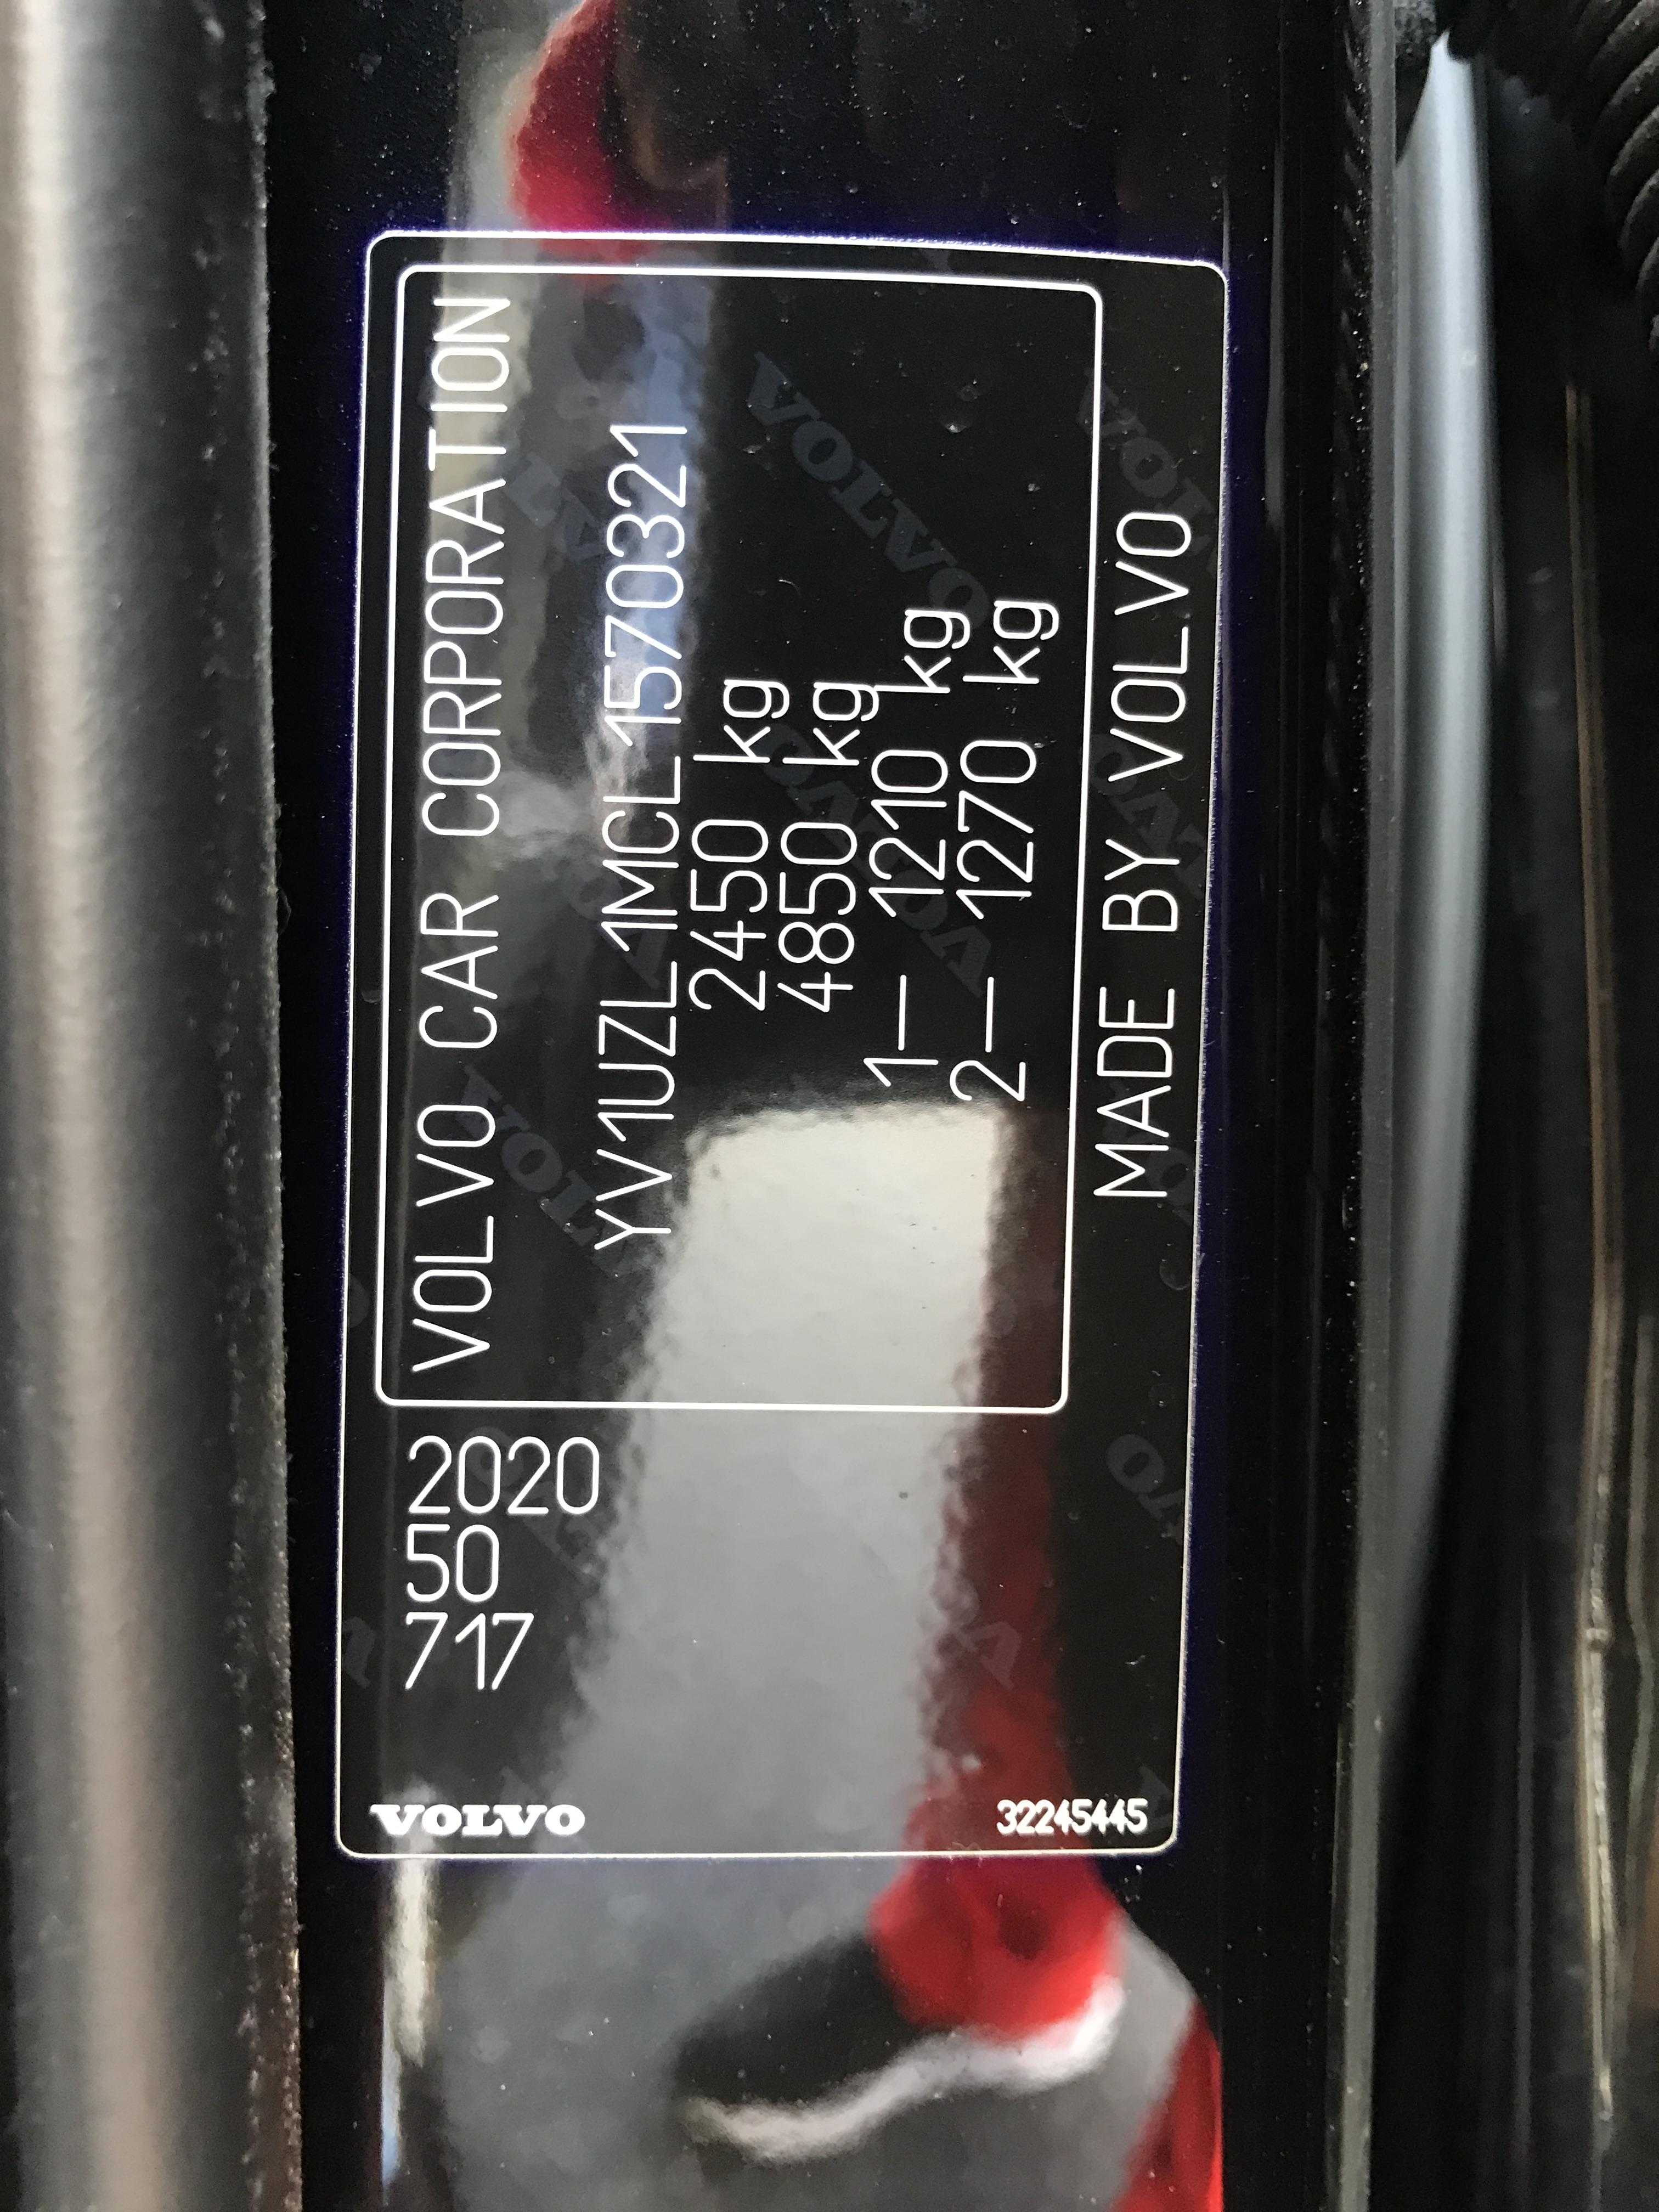 VOLVO CAR CORPORATION
YV1UZL1MCL1570321
2450 kg
4850 kg
1— 1210 kg
2— 1270 kg
MADE BY VOLVO
2020
50
717
VOLVO
32245445